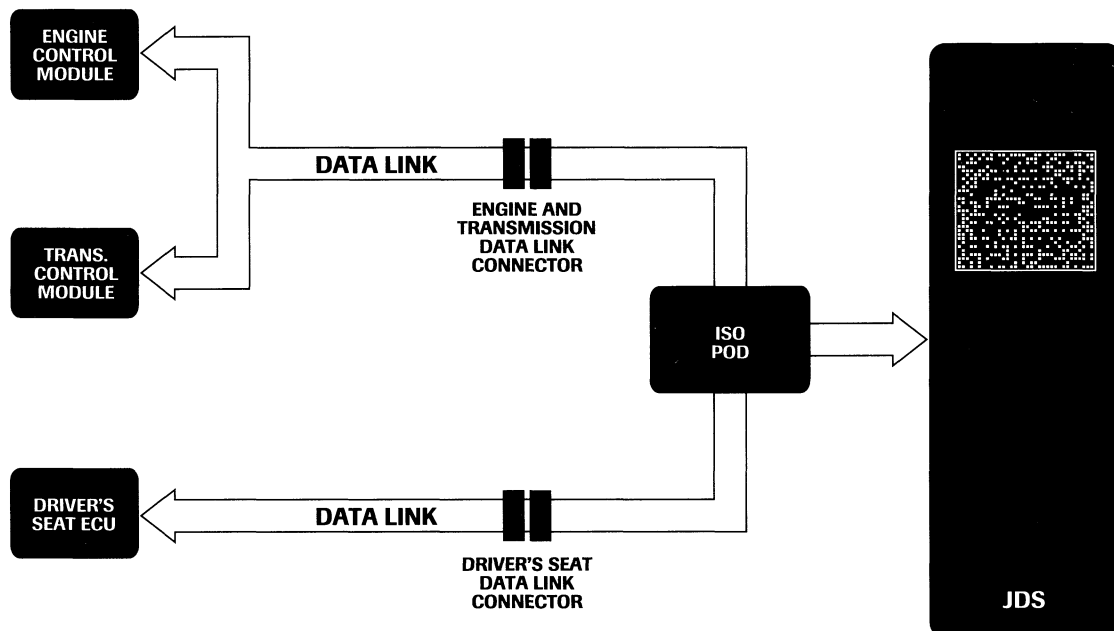 ENGINE
CONTROL
MODULE
DATA LINK
ENGINE AND
TRANSMISSION
DATA LINK
CONNECTOR
TRANS.
CONTROL
MODULE
ISO
POD
DRIVER'S
SEAT ECU
DATA LINK
DRIVER'S SEAT
DATA LINK
CONNECTOR
JDS